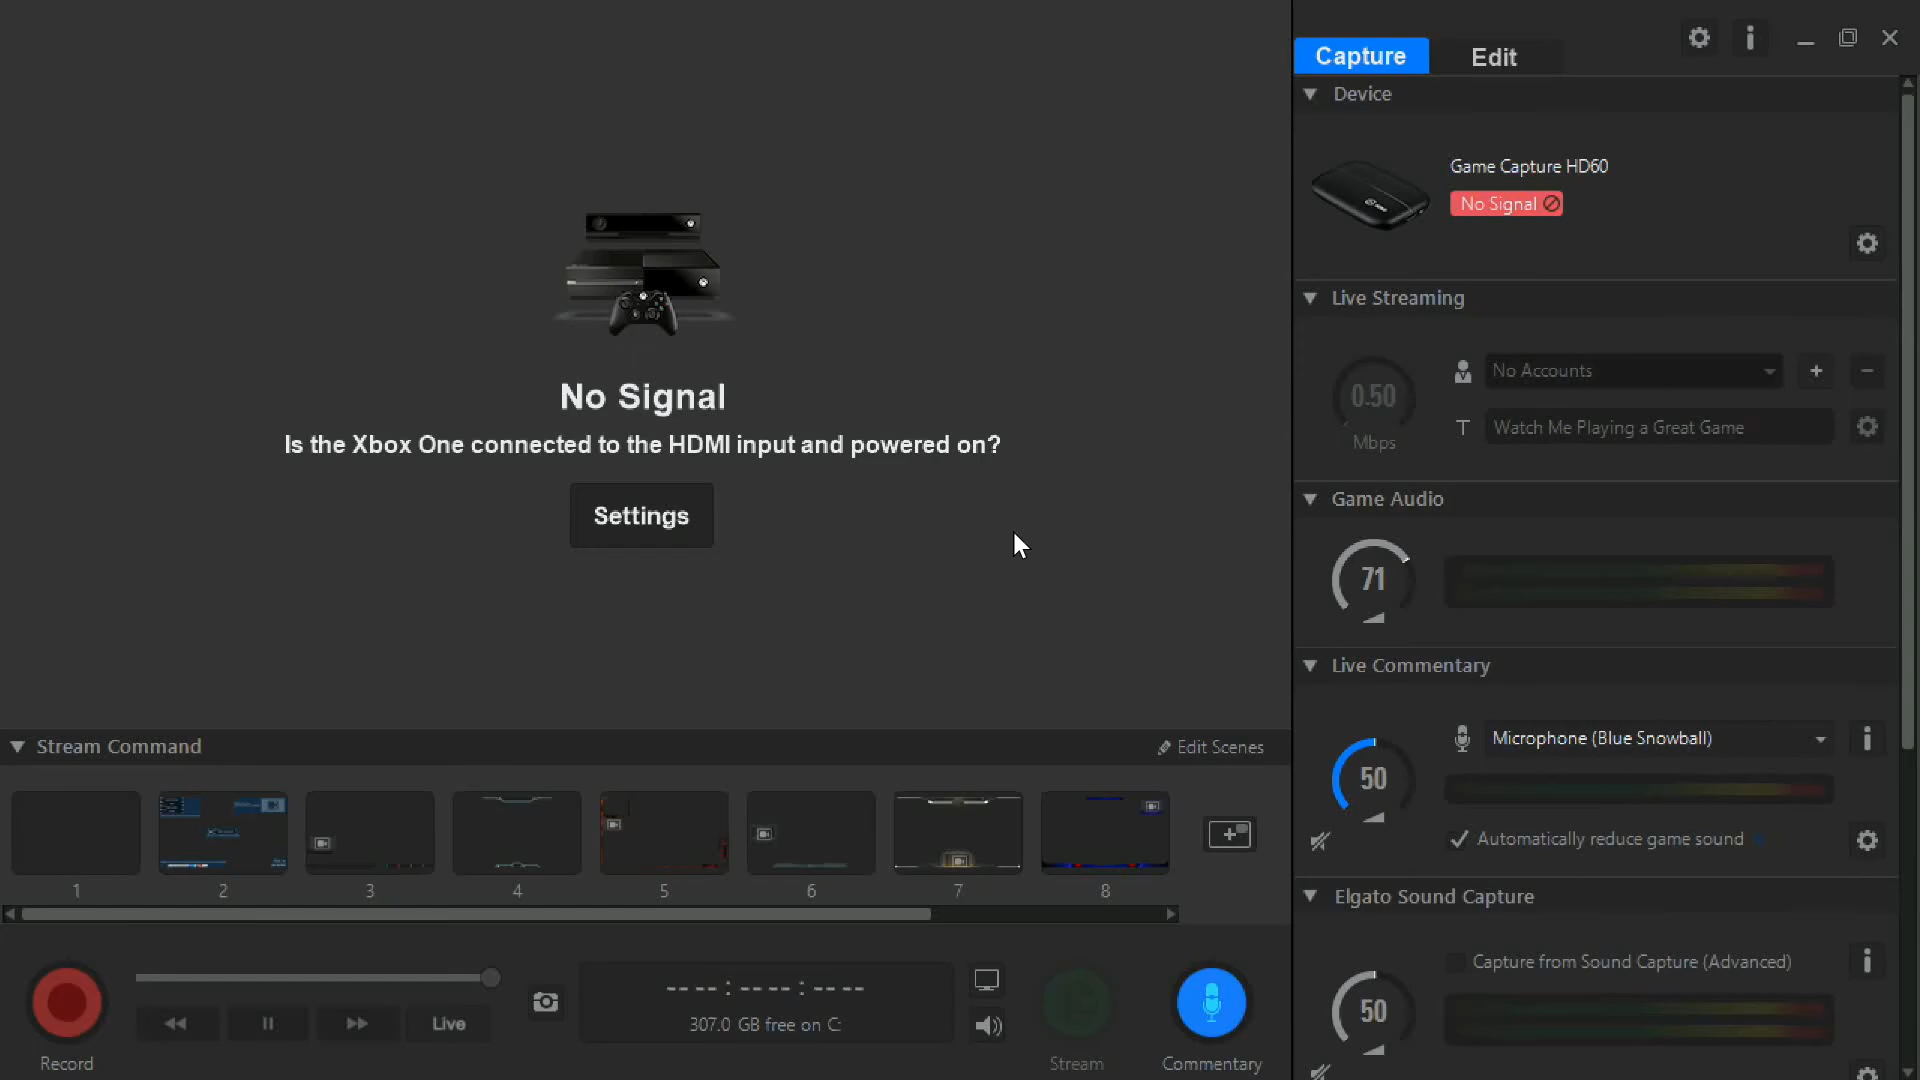 Capture
Edit
Device
Game Capture HD60
No Signal
Live Streaming
0.50
Mbps
No Accounts
Watch Me Playing a Great Game
Game Audio
71
Live Commentary
Microphone (Blue Snowball)
50
Automatically reduce game sound
Elgato Sound Capture
Capture from Sound Capture (Advanced)
50
No Signal
Is the Xbox One connected to the HDMI input and powered on?
Settings
Stream Command
Edit Scenes
1
2
3
4
5
6
7
8
Live
Record
-- -- : -- -- : -- --
307.0 GB free on C:
Stream
Commentary